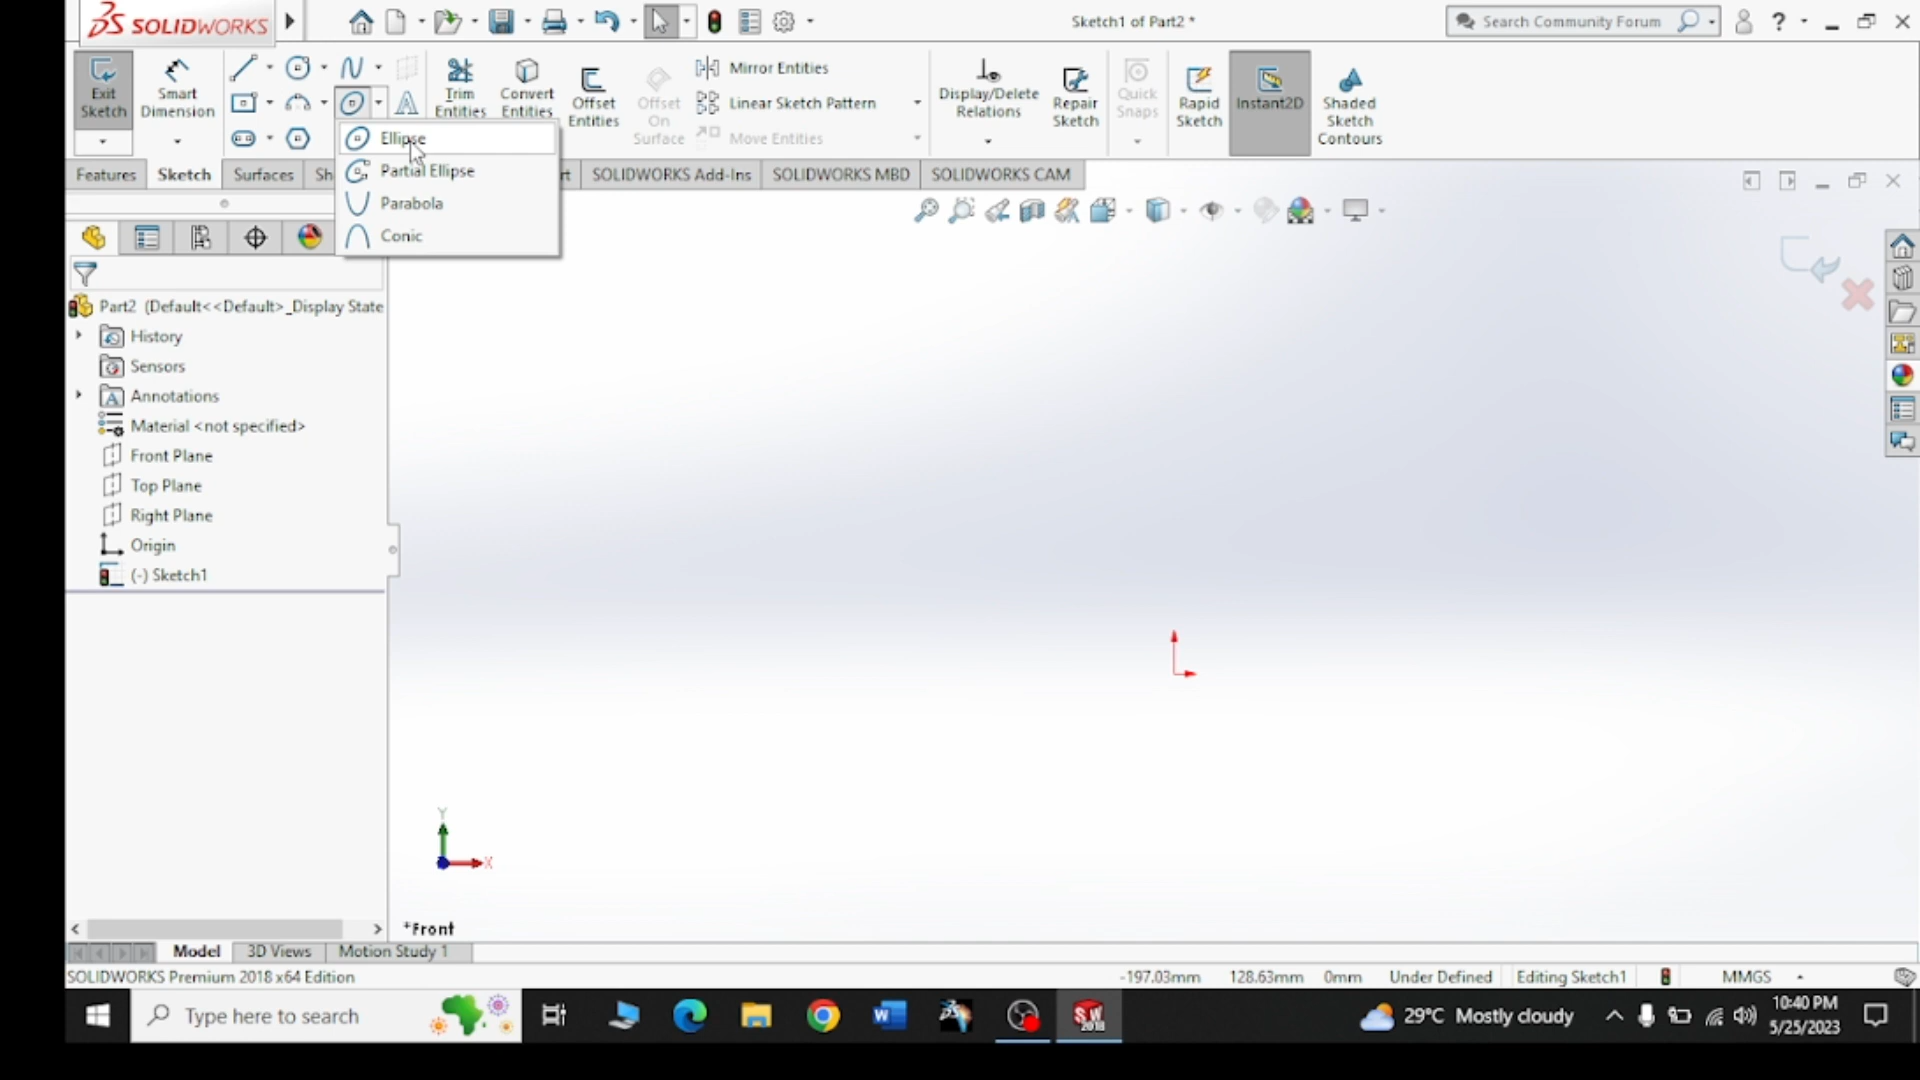 SOLIDWORKS
Sketch1 of Part2 *
Search Community Forum
?
Exit Sketch
Smart Dimension
Trim Entities
Convert Entities
Offset Entities
Offset On Surface
Mirror Entities
Linear Sketch Pattern
Move Entities
Display/Delete Relations
Repair Sketch
Quick Snaps
Rapid Sketch
Instant2D
Shaded Sketch Contours
Ellipse
Partial Ellipse
Parabola
Conic
Features
Sketch
Surfaces
Sh
rt
SOLIDWORKS Add-Ins
SOLIDWORKS MBD
SOLIDWORKS CAM
Part2 (Default<<Default>_Display State
History
Sensors
Annotations
Material <not specified>
Front Plane
Top Plane
Right Plane
Origin
(-) Sketch1
Y
X
*Front
Model
3D Views
Motion Study 1
SOLIDWORKS Premium 2018 x64 Edition
-197.03mm 128.63mm 0mm Under Defined Editing Sketch1 MMGS
Type here to search
29°C Mostly cloudy
10:40 PM
5/25/2023